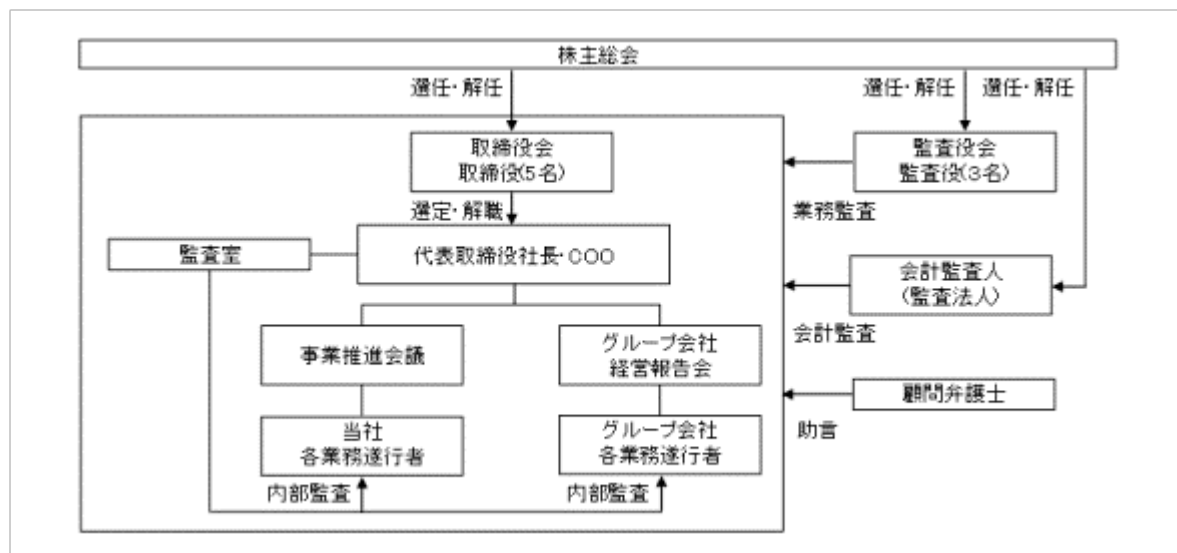 株主総会
選任・解任
選任・解任
選任・解任
取締役会
取締役(5名)
監査役会
監査役(3名)
選定・解職
業務監査
監査室
代表取締役社長・COO
会計監査人
(監査法人)
会計監査
事業推進会議
グループ会社
経営報告会
顧問弁護士
助言
当社
各業務遂行者
グループ会社
各業務遂行者
内部監査
内部監査